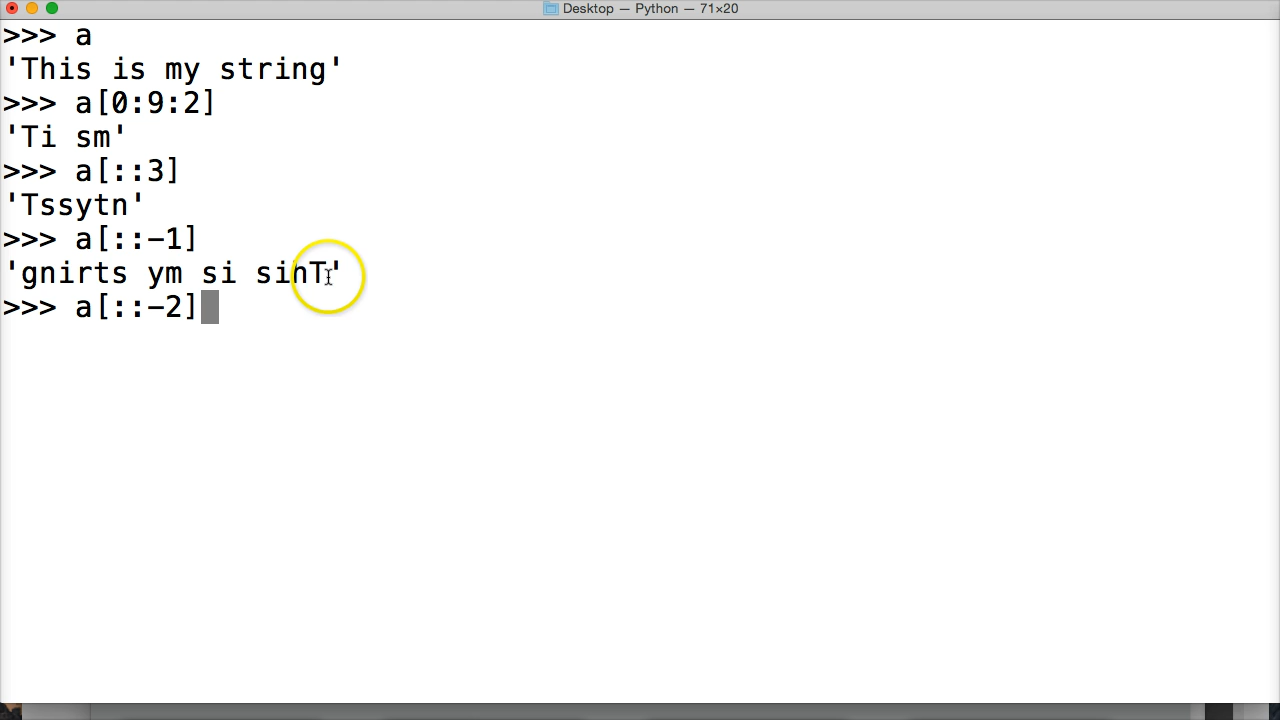 Desktop — Python — 71×20
>>> a
'This is my string'
>>> a[0:9:2]
'Ti sm'
>>> a[::3]
'Tssytn'
>>> a[::-1]
'gnirts ym si sihT'
>>> a[::-2]